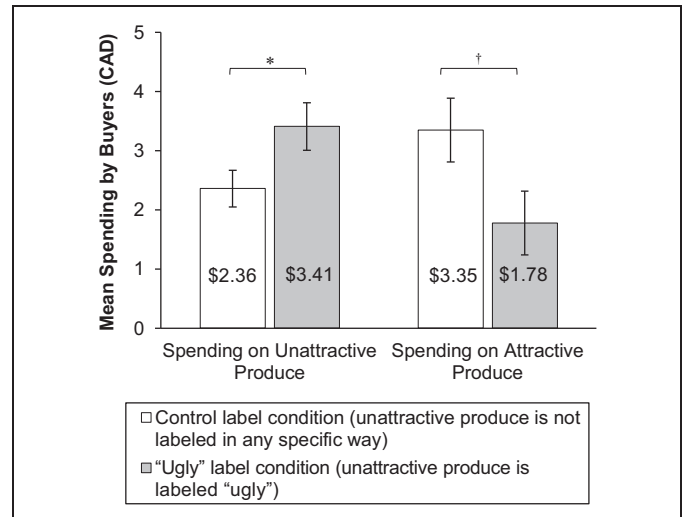 Mean Spending by Buyers (CAD)
5
4
3
2
1
0
*
†
$2.36
$3.41
$3.35
$1.78
Spending on Unattractive
Produce
Spending on Attractive
Produce
Control label condition (unattractive produce is not
labeled in any specific way)
“Ugly” label condition (unattractive produce is
labeled “ugly”)